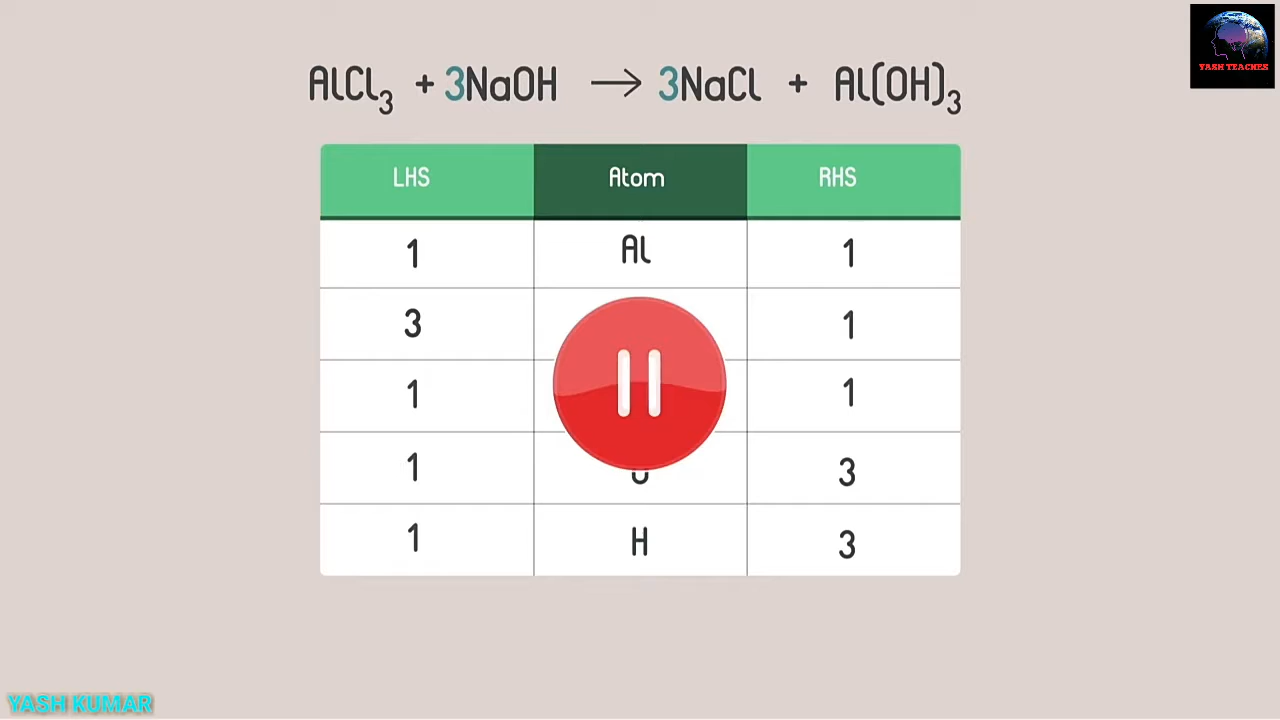 YASH TEACHES
AlCl₃ + 3NaOH → 3NaCl + Al(OH)₃
LHS Atom RHS
1 Al 1
3 1
1 1
1 3
1 H 3
YASH KUMAR